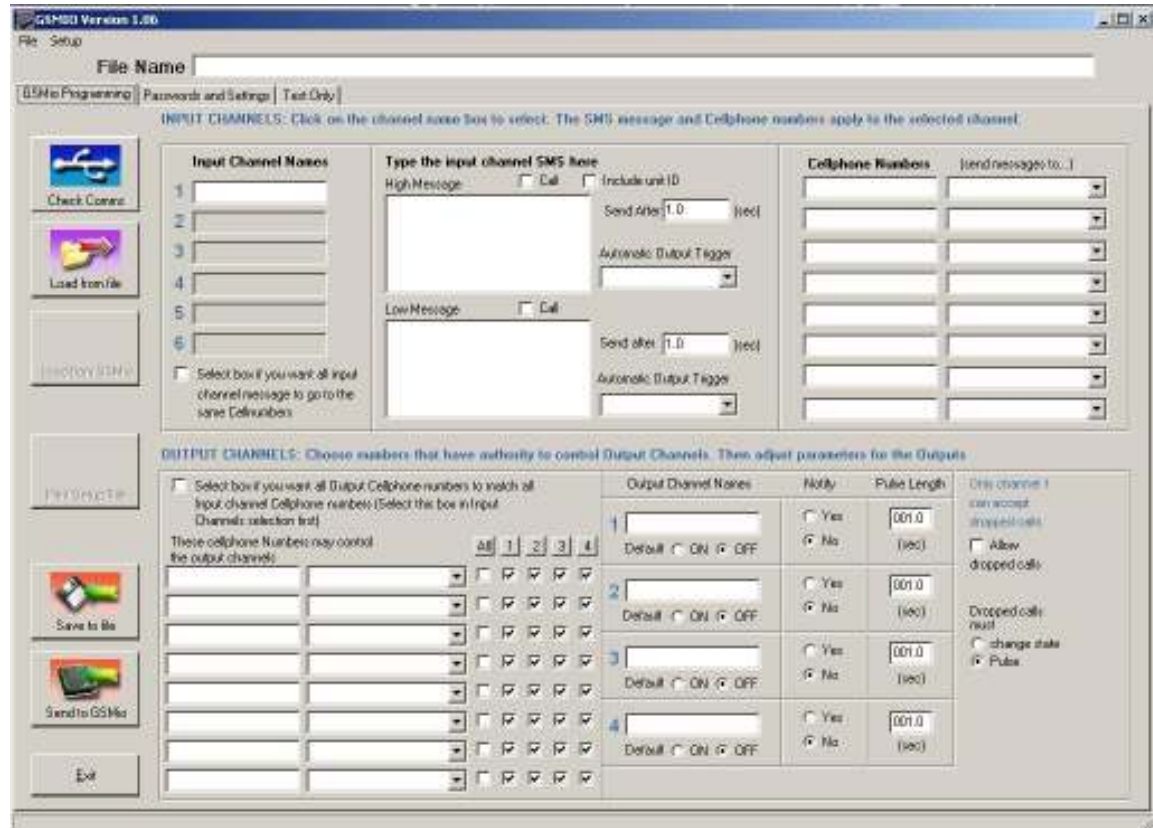 GSMIO Version 1.06
File Setup
File Name
GSMio Programming Passwords and Settings Text Only
INPUT CHANNELS: Click on the channel name box to select. The SMS message and Cellphone numbers apply to the selected channel.
Check Comms
Load from file
Save to file
Send to GSMio
Exit
Input Channel Names
1
2
3
4
5
6
Select box if you want all input
channel message to go to the
same Cellnumbers
Type the input channel SMS here
High Message Call Include unit ID
Send After 1.0 (sec)
Automatic Output Trigger
Low Message Call
Send after 1.0 (sec)
Automatic Output Trigger
Cellphone Numbers (send messages to...)
OUTPUT CHANNELS: Choose numbers that have authority to control Output Channels. Then adjust parameters for the Outputs
Select box if you want all Output Cellphone numbers to match all
Input channel Cellphone numbers (Select this box in Input
Channels selection first)
These cellphone Numbers may control
the output channels
All 1 2 3 4
Output Channel Names Notify Pulse Length
1 Yes 001.0
Default ON OFF No (sec)
2 Yes 001.0
Default ON OFF No (sec)
3 Yes 001.0
Default ON OFF No (sec)
4 Yes 001.0
Default ON OFF No (sec)
Only channel 1
can accept
dropped calls
Allow
dropped calls
Dropped calls
must
change state
Pulse